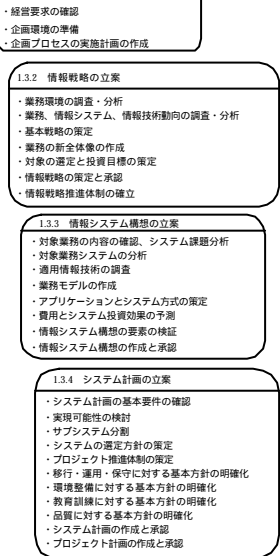 ・経営要求の確認
・企画環境の準備
・企画プロセスの実施計画の作成
1.3.2 情報戦略の立案
・業務環境の調査・分析
・業務、情報システム、情報技術動向の調査・分析
・基本戦略の策定
・業務の新全体像の作成
・対象の選定と投資目標の策定
・情報戦略の策定と承認
・情報戦略推進体制の確立
1.3.3 情報システム構想の立案
・対象業務の内容の確認、システム課題分析
・対象業務システムの分析
・適用情報技術の調査
・業務モデルの作成
・アプリケーションとシステム方式の策定
・費用とシステム投資効果の予測
・情報システム構想の要素の検証
・情報システム構想の作成と承認
1.3.4 システム計画の立案
・システム計画の基本要件の確認
・実現可能性の検討
・サブシステム分割
・システムの選定方針の策定
・プロジェクト推進体制の策定
・移行・運用・保守に対する基本方針の明確化
・環境整備に対する基本方針の明確化
・教育訓練に対する基本方針の明確化
・品質に対する基本方針の明確化
・システム計画の作成と承認
・プロジェクト計画の作成と承認